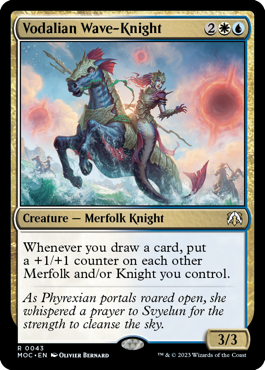 Vodalian Wave-Knight 2
Creature — Merfolk Knight
Whenever you draw a card, put
a +1/+1 counter on each other
Merfolk and/or Knight you control.
As Phyrexian portals roared open, she
whispered a prayer to Svyelun for
the strength to cleanse the sky.
3/3
R 0043
MOC • EN Olivier Bernard
™ & © 2023 Wizards of the Coast